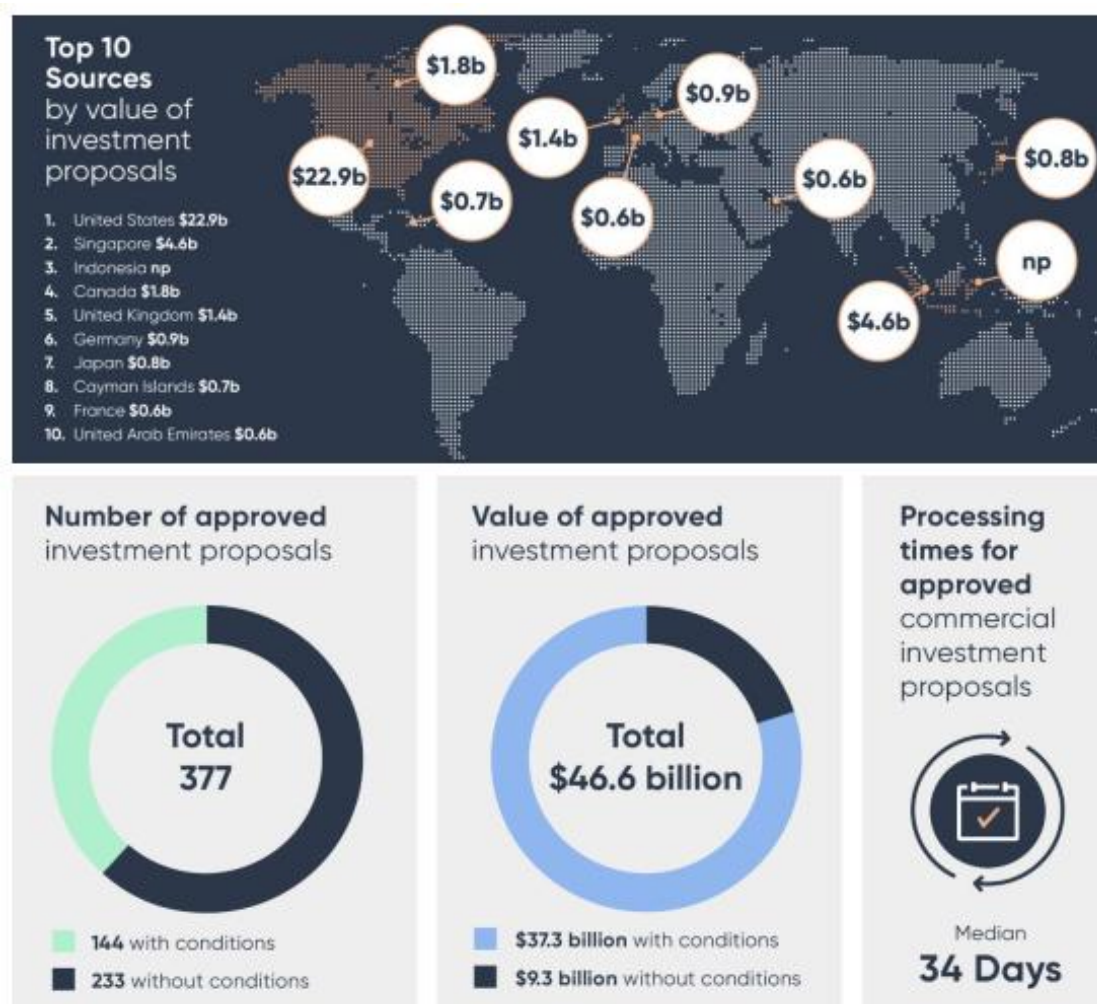 Top 10
Sources
by value of
investment
proposals
1. United States $22.9b
2. Singapore $4.6b
3. Indonesia np
4. Canada $1.8b
5. United Kingdom $1.4b
6. Germany $0.9b
7. Japan $0.8b
8. Cayman Islands $0.7b
9. France $0.6b
10. United Arab Emirates $0.6b
$1.8b
$0.9b
$1.4b
$0.8b
$22.9b
$0.7b
$0.6b
$0.6b
np
$4.6b
Number of approved
investment proposals
Total
377
144 with conditions
233 without conditions
Value of approved
investment proposals
Total
$46.6 billion
$37.3 billion with conditions
$9.3 billion without conditions
Processing
times for
approved
commercial
investment
proposals
Median
34 Days